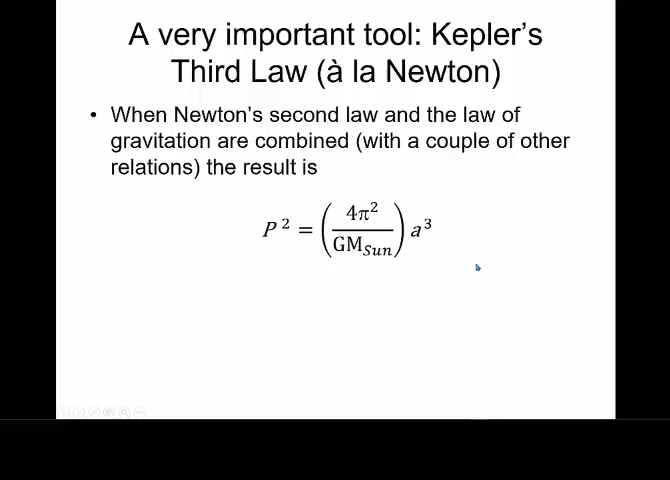 A very important tool: Kepler's
Third Law (à la Newton)
• When Newton's second law and the law of
gravitation are combined (with a couple of other
relations) the result is
P² = (4π² / GM_Sun) a³